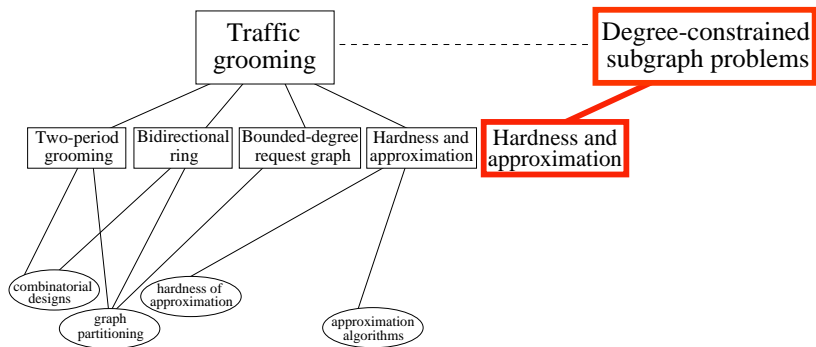 Traffic
grooming
Degree-constrained
subgraph problems
Two-period
grooming
Bidirectional
ring
Bounded-degree
request graph
Hardness and
approximation
Hardness and
approximation
combinatorial
designs
hardness of
approximation
graph
partitioning
approximation
algorithms